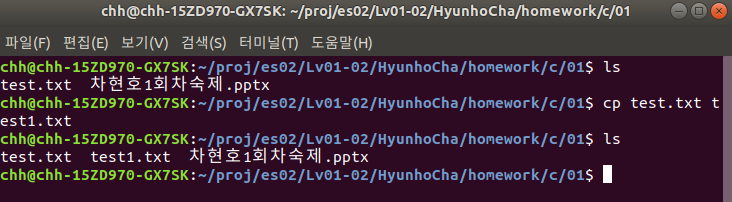 chh@chh-15ZD970-GX7SK: ~/proj/es02/Lv01-02/HyunhoCha/homework/c/01
파일(F) 편집(E) 보기(V) 검색(S) 터미널(T) 도움말(H)
chh@chh-15ZD970-GX7SK:~/proj/es02/Lv01-02/HyunhoCha/homework/c/01$ ls
test.txt 차현호1회차숙제.pptx
chh@chh-15ZD970-GX7SK:~/proj/es02/Lv01-02/HyunhoCha/homework/c/01$ cp test.txt t
est1.txt
chh@chh-15ZD970-GX7SK:~/proj/es02/Lv01-02/HyunhoCha/homework/c/01$ ls
test.txt test1.txt 차현호1회차숙제.pptx
chh@chh-15ZD970-GX7SK:~/proj/es02/Lv01-02/HyunhoCha/homework/c/01$